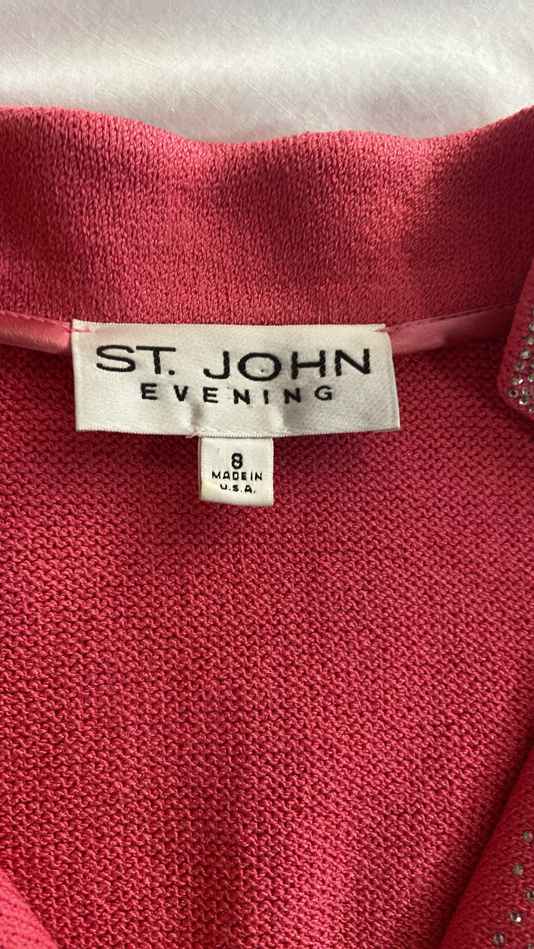 ST. JOHN
EVENING
8
MADE IN
U.S.A.